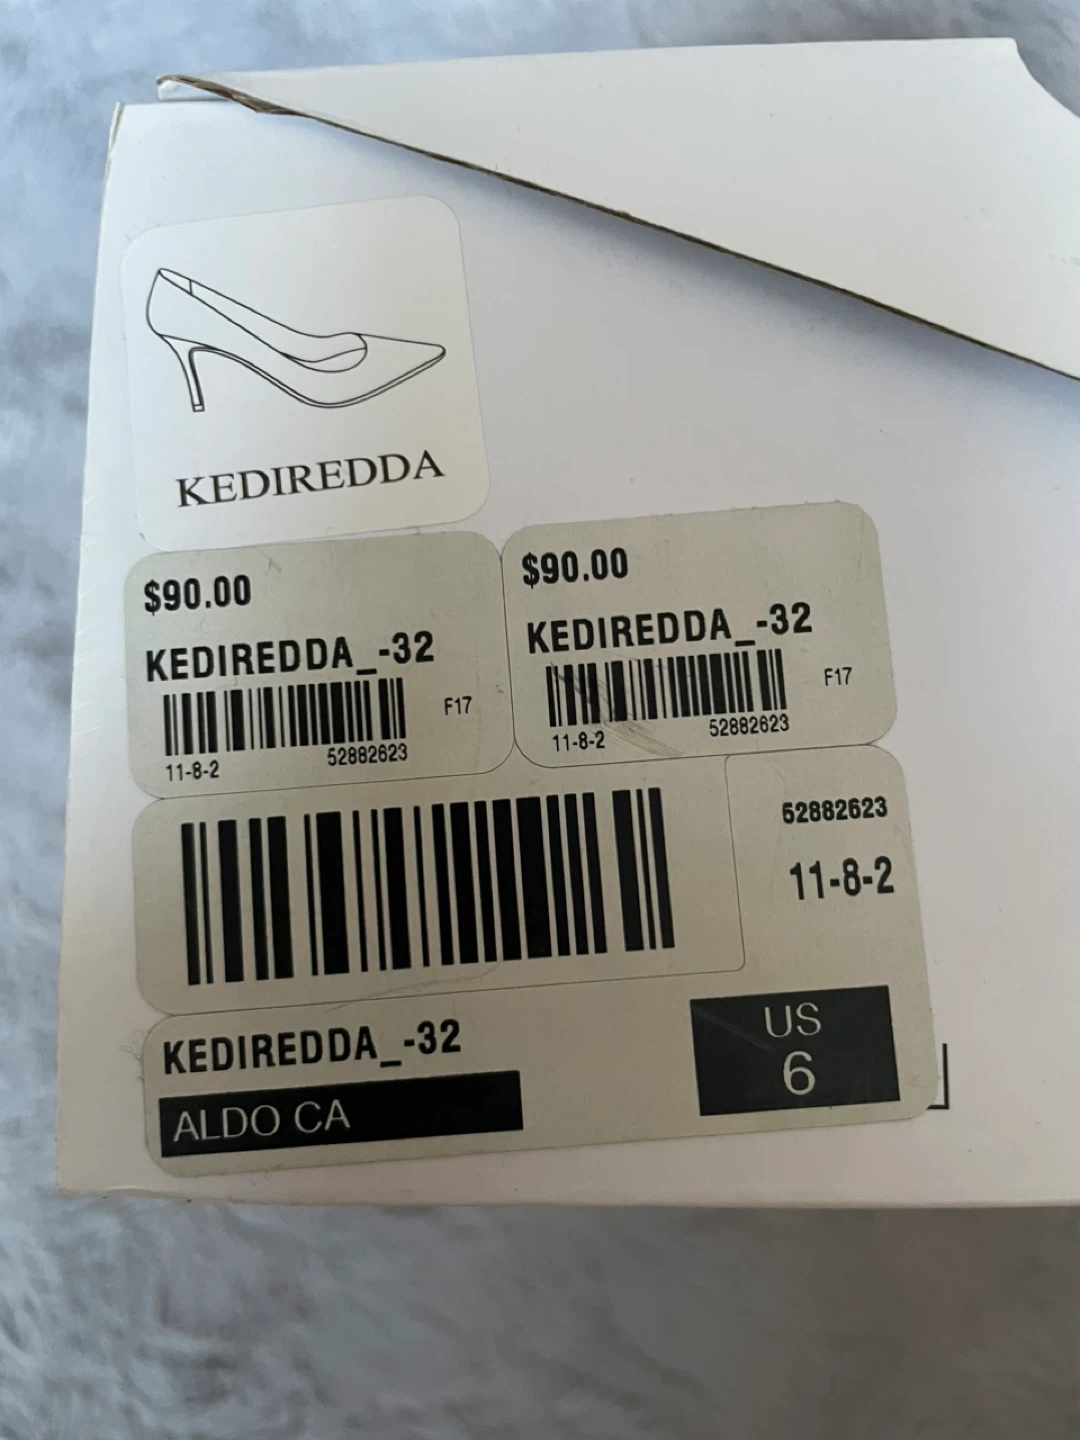 KEDIREDDA
$90.00
KEDIREDDA_-32
F17
11-8-2
52882623
$90.00
KEDIREDDA_-32
F17
11-8-2
52882623
52882623
11-8-2
KEDIREDDA_-32
ALDO CA
US
6